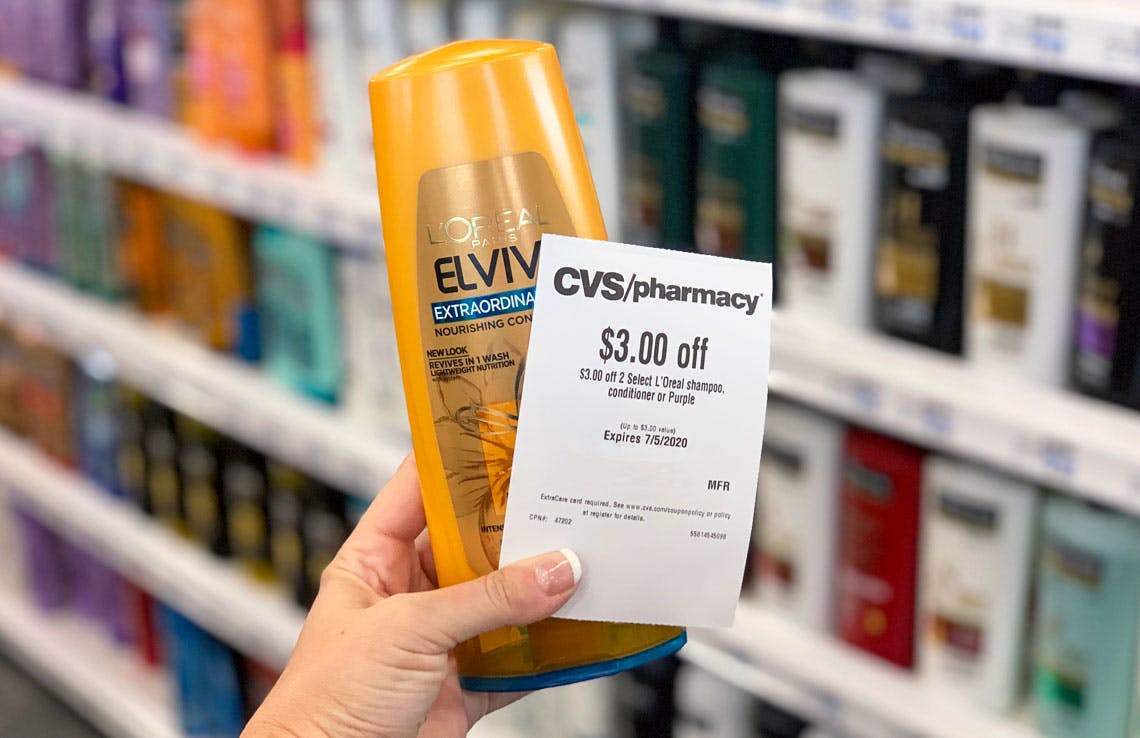 L'ORÉAL
PARIS
ELVIV
EXTRAORDINA
NOURISHING CON
NEW LOOK
REVIVES IN 1 WASH
LIGHTWEIGHT NUTRITION
INTENS
CVS/pharmacy
$3.00 off
$3.00 off 2 Select L'Oreal shampoo,
conditioner or Purple
(Up to $3.00 value)
Expires 7/5/2020
MFR
ExtraCare card required. See www.cvs.com/couponpolicy or policy
at register for details.
CPN#: 47202